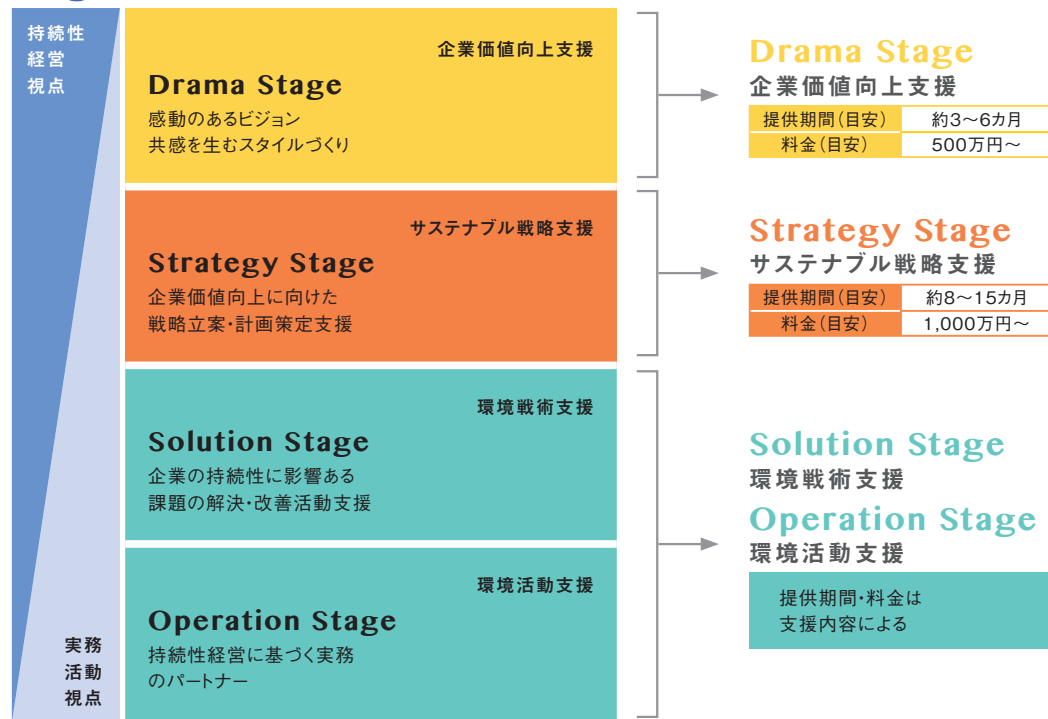 持続性
経営
視点
企業価値向上支援
Drama Stage
感動のあるビジョン
共感を生むスタイルづくり
サステナブル戦略支援
Strategy Stage
企業価値向上に向けた
戦略立案・計画策定支援
環境戦術支援
Solution Stage
企業の持続性に影響ある
課題の解決・改善活動支援
環境活動支援
Operation Stage
持続性経営に基づく実務
のパートナー
実務
活動
視点
Drama Stage
企業価値向上支援
提供期間(目安) 約3〜6カ月
料金(目安) 500万円〜
Strategy Stage
サステナブル戦略支援
提供期間(目安) 約8〜15カ月
料金(目安) 1,000万円〜
Solution Stage
環境戦術支援
Operation Stage
環境活動支援
提供期間・料金は
支援内容による